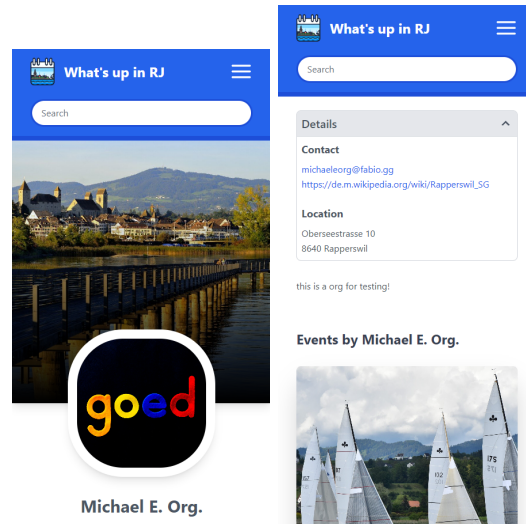 What's up in RJ
Search
goed
Michael E. Org.
What's up in RJ
Search
Details
Contact
michaeleorg@fabio.gg
https://de.m.wikipedia.org/wiki/Rapperswil_SG
Location
Oberseestrasse 10
8640 Rapperswil
this is a org for testing!
Events by Michael E. Org.
175
102